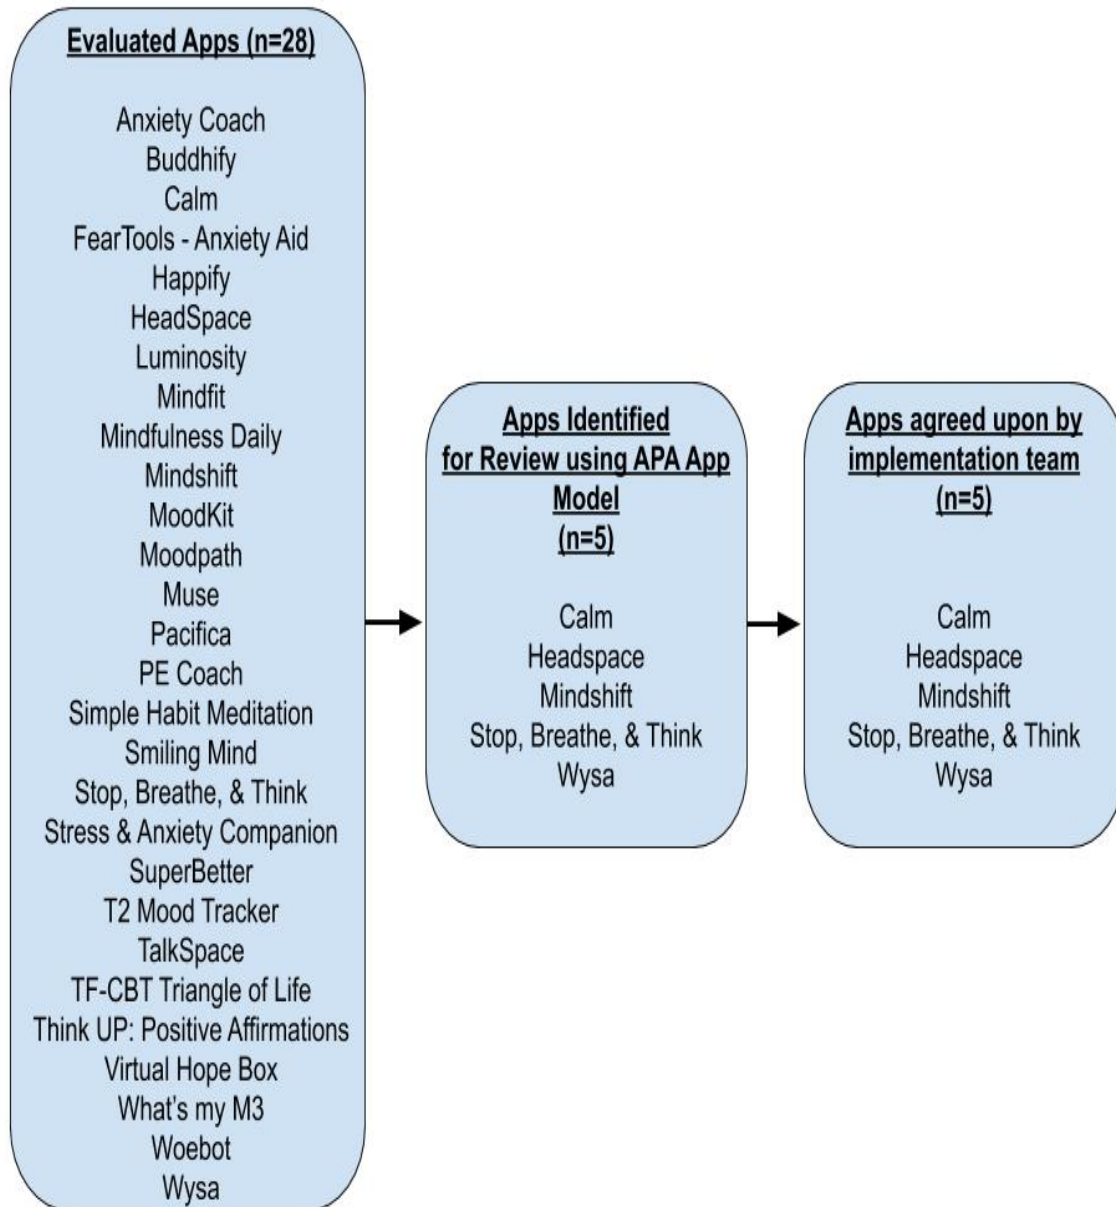 Evaluated Apps (n=28)
Anxiety Coach
Buddhify
Calm
FearTools - Anxiety Aid
Happify
HeadSpace
Luminosity
Mindfit
Mindfulness Daily
Mindshift
MoodKit
Moodpath
Muse
Pacifica
PE Coach
Simple Habit Meditation
Smiling Mind
Stop, Breathe, & Think
Stress & Anxiety Companion
SuperBetter
T2 Mood Tracker
TalkSpace
TF-CBT Triangle of Life
Think UP: Positive Affirmations
Virtual Hope Box
What's my M3
Woebot
Wysa
Apps Identified
for Review using APA App
Model
(n=5)
Calm
Headspace
Mindshift
Stop, Breathe, & Think
Wysa
Apps agreed upon by
implementation team
(n=5)
Calm
Headspace
Mindshift
Stop, Breathe, & Think
Wysa